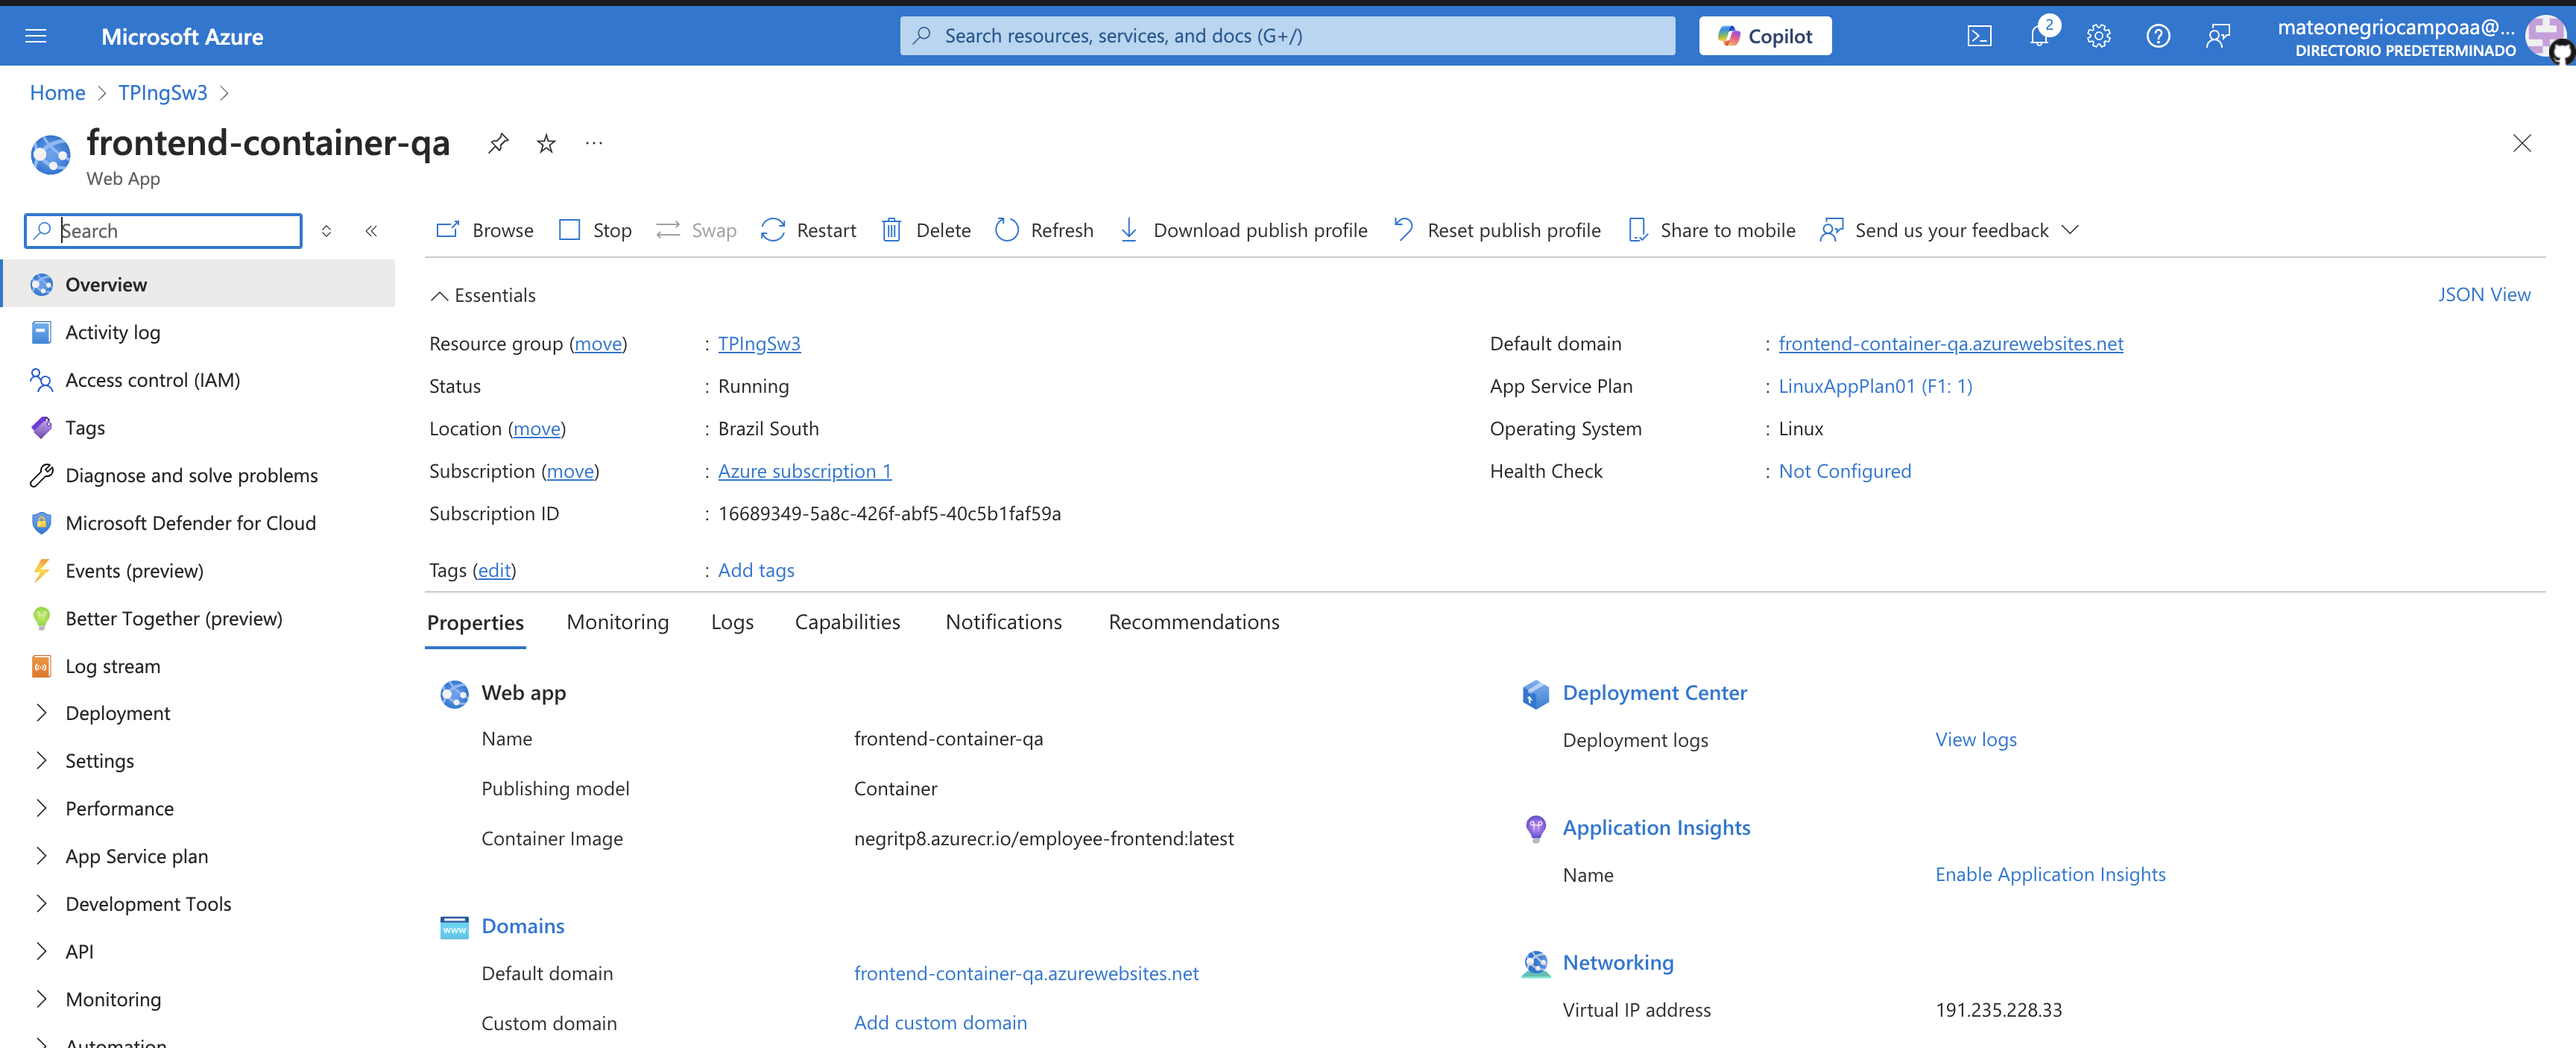 Microsoft Azure
Search resources, services, and docs (G+/)
Copilot
2
mateonegriocampoaa@...
DIRECTORIO PREDETERMINADO
Home > TPIngSw3 >
frontend-container-qa
Web App
Search
Browse Stop Swap Restart Delete Refresh Download publish profile Reset publish profile Share to mobile Send us your feedback
Overview
Activity log
Access control (IAM)
Tags
Diagnose and solve problems
Microsoft Defender for Cloud
Events (preview)
Better Together (preview)
Log stream
Deployment
Settings
Performance
App Service plan
Development Tools
API
Monitoring
Automation
Essentials
JSON View
Resource group (move) : TPIngSw3
Status : Running
Location (move) : Brazil South
Subscription (move) : Azure subscription 1
Subscription ID : 16689349-5a8c-426f-abf5-40c5b1faf59a
Tags (edit) : Add tags
Default domain : frontend-container-qa.azurewebsites.net
App Service Plan : LinuxAppPlan01 (F1: 1)
Operating System : Linux
Health Check : Not Configured
Properties Monitoring Logs Capabilities Notifications Recommendations
Web app
Name frontend-container-qa
Publishing model Container
Container Image negritp8.azurecr.io/employee-frontend:latest
www
Domains
Default domain frontend-container-qa.azurewebsites.net
Custom domain Add custom domain
Deployment Center
Deployment logs View logs
Application Insights
Name Enable Application Insights
Networking
Virtual IP address 191.235.228.33